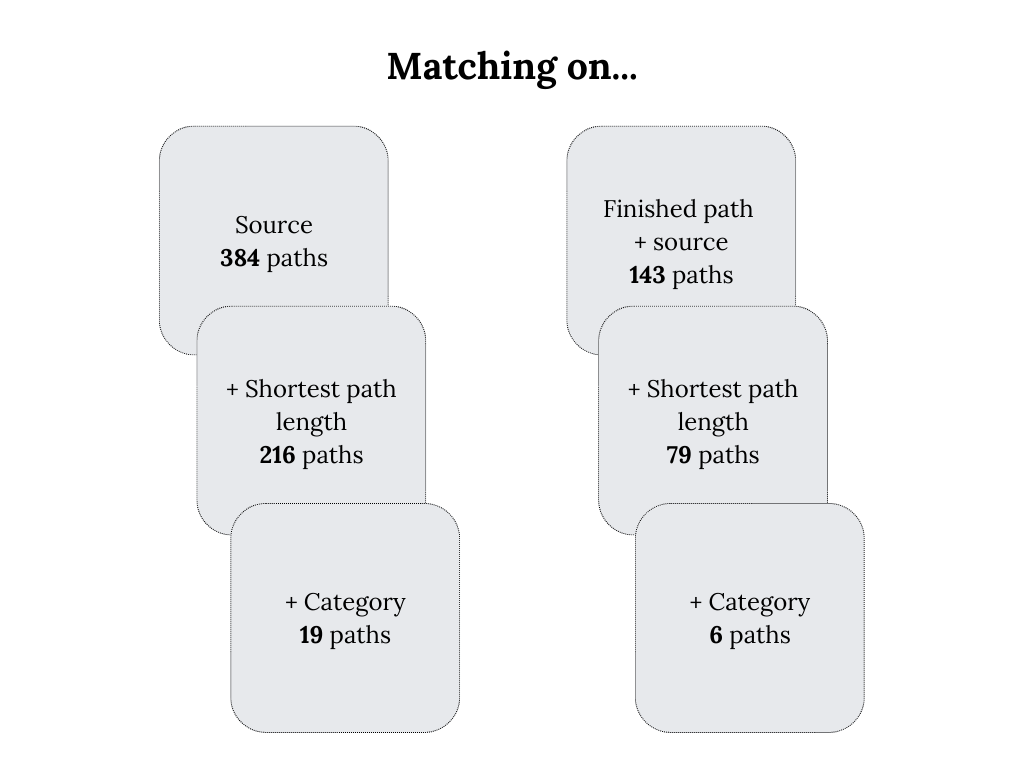 Matching on...
Source
384 paths
+ Shortest path
length
216 paths
+ Category
19 paths
Finished path
+ source
143 paths
+ Shortest path
length
79 paths
+ Category
6 paths